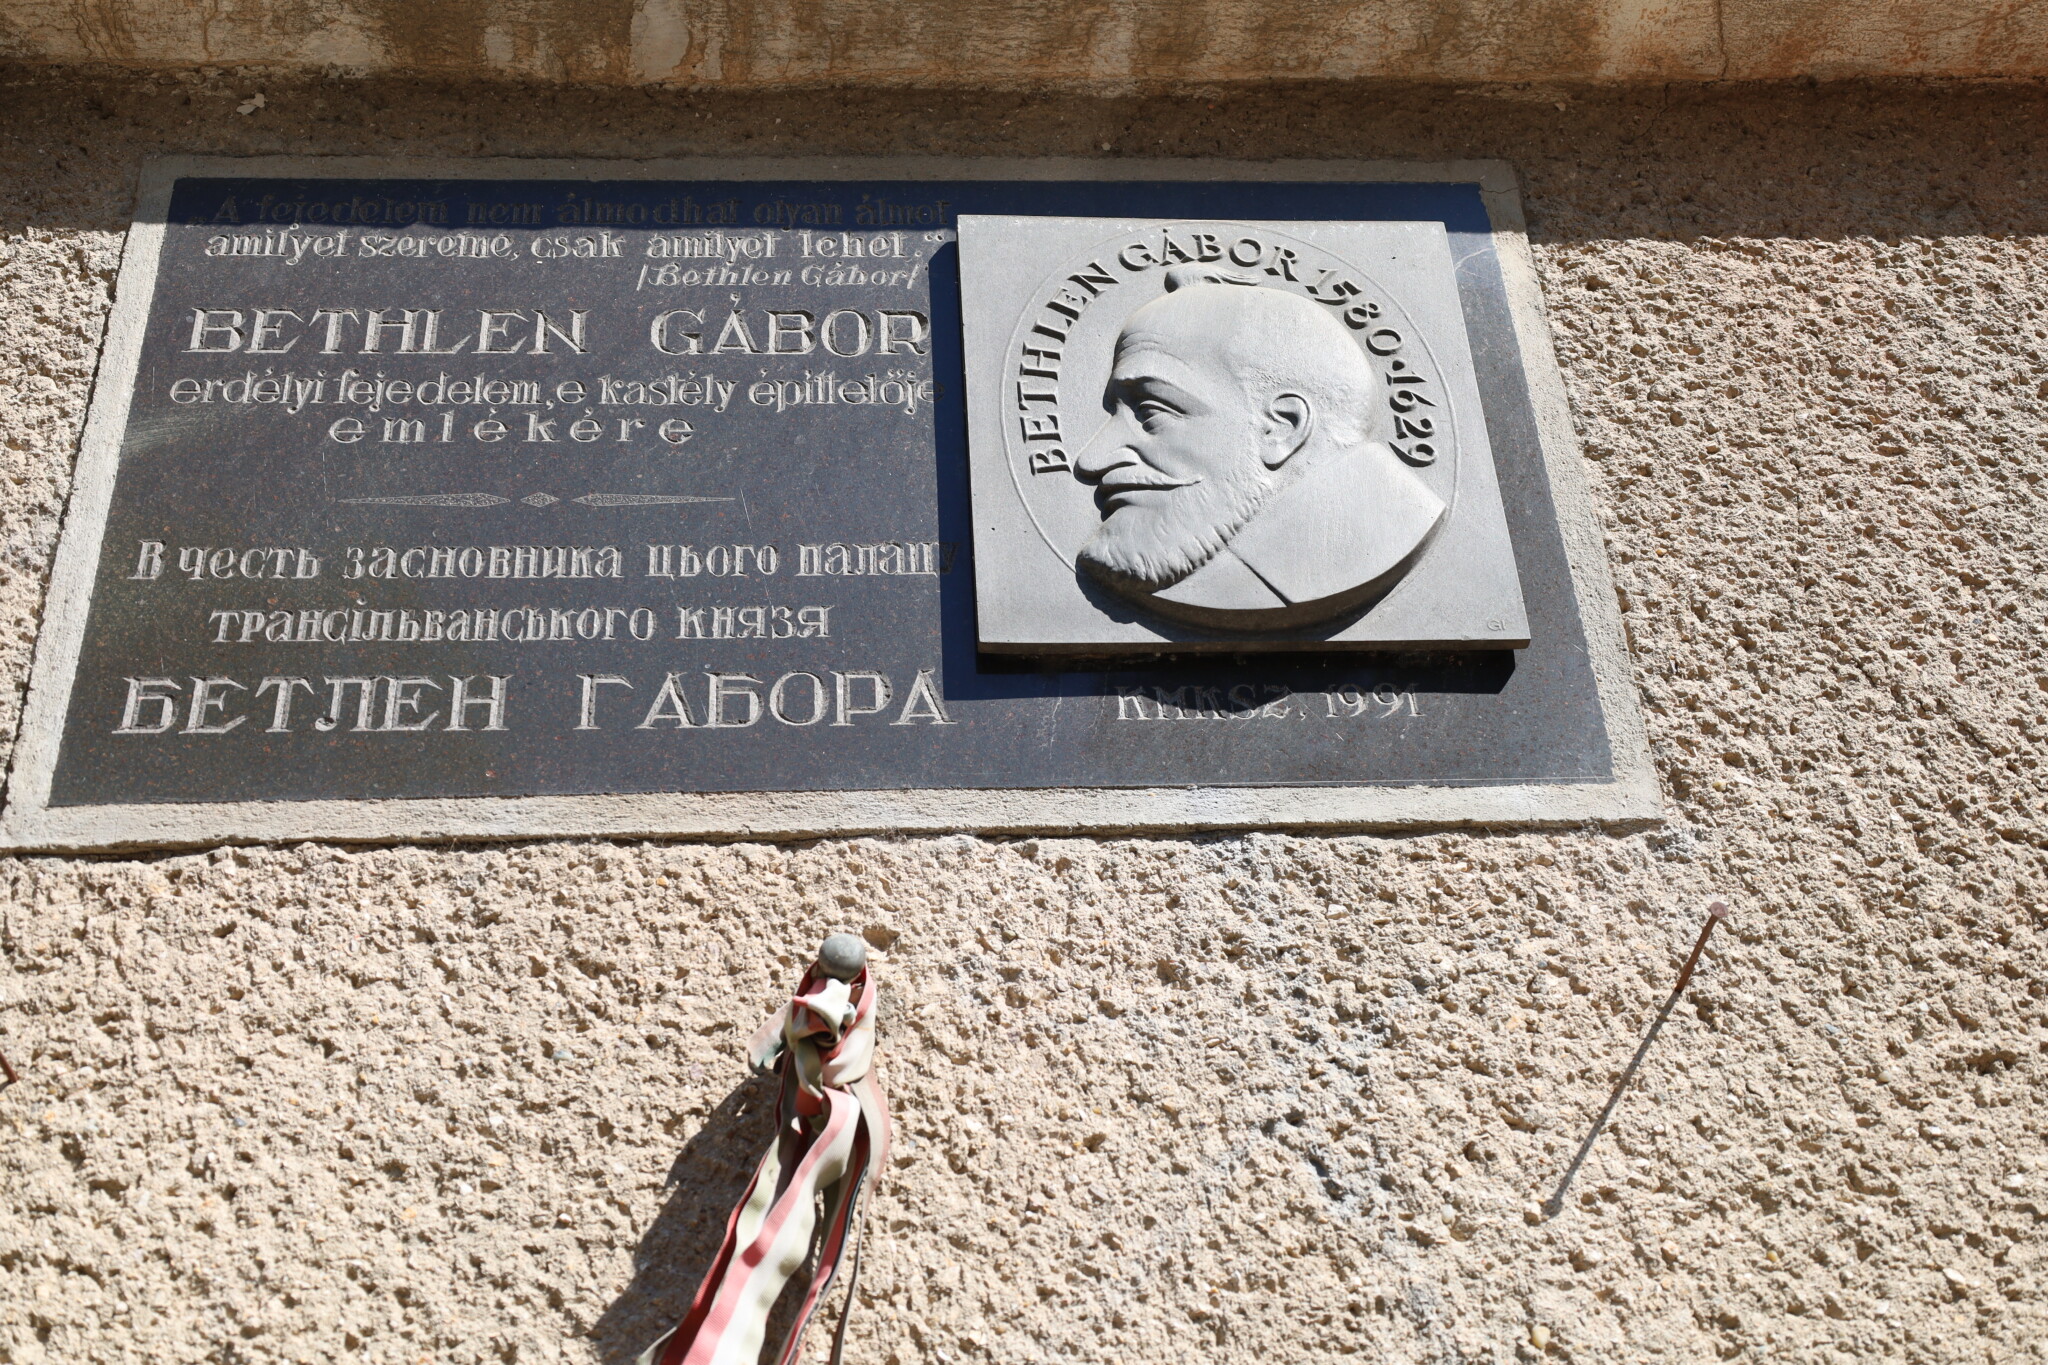 „A fejedelem nem álmodhat olyan álmot
amilyet szeretne, csak amilyet lehet.“
/Bethlen Gábor/
BETHLEN GÁBOR
erdélyi fejedelem, e kastély építtetője
emlékére
В честь засновника цього палацу
трансільванського князя
БЕТЛЕН ГАБОРА
BETHLEN GÁBOR 1580·1629
GI
KMKSZ. 1991